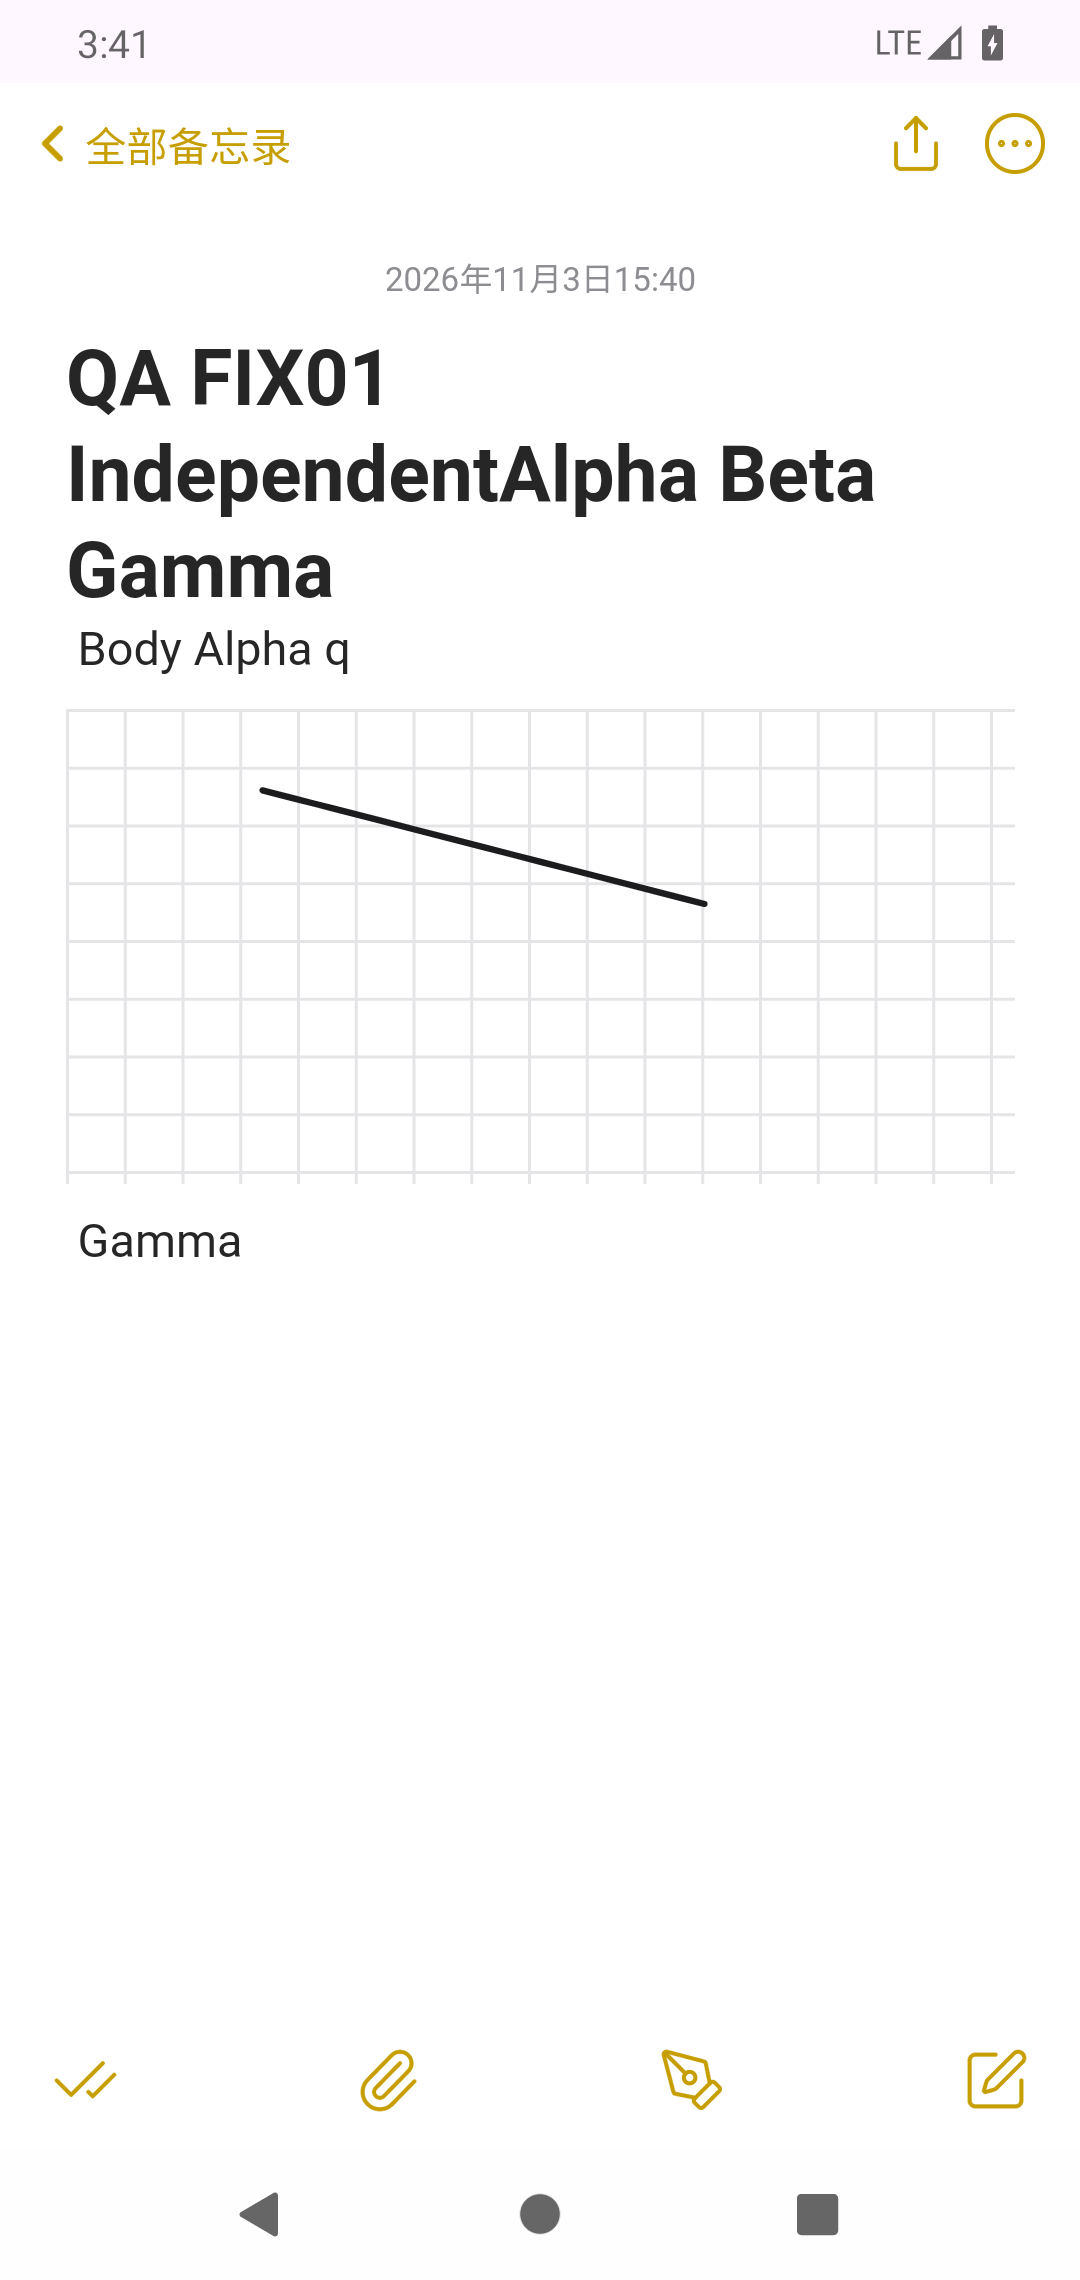 3:41
LTE
全部备忘录
2026年11月3日15:40
QA FIX01
IndependentAlpha Beta
Gamma
Body Alpha q
Gamma